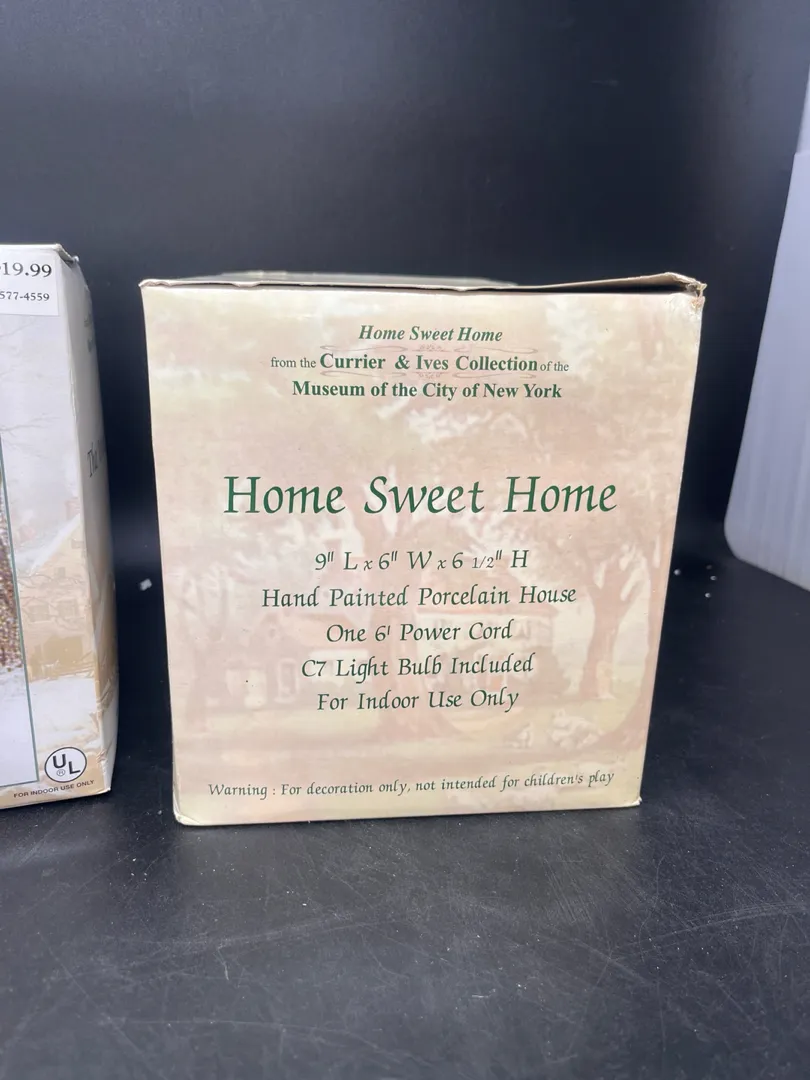 19.99
577-4559
UL
®
FOR INDOOR USE ONLY
Home Sweet Home
from the Currier & Ives Collection of the
Museum of the City of New York
Home Sweet Home
9" L x 6" W x 6 1/2" H
Hand Painted Porcelain House
One 6' Power Cord
C7 Light Bulb Included
For Indoor Use Only
Warning : For decoration only, not intended for children's play